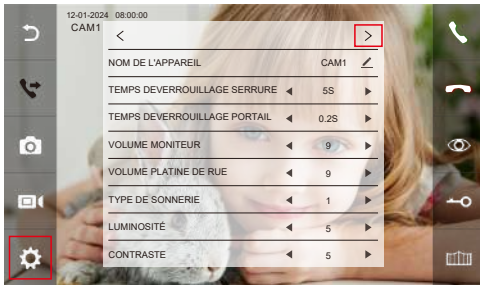 12-01-2024 08:00:00
CAM1
NOM DE L'APPAREIL CAM1
TEMPS DEVERROUILLAGE SERRURE 5S
TEMPS DEVERROUILLAGE PORTAIL 0.2S
VOLUME MONITEUR 9
VOLUME PLATINE DE RUE 9
TYPE DE SONNERIE 1
LUMINOSITÉ 5
CONTRASTE 5